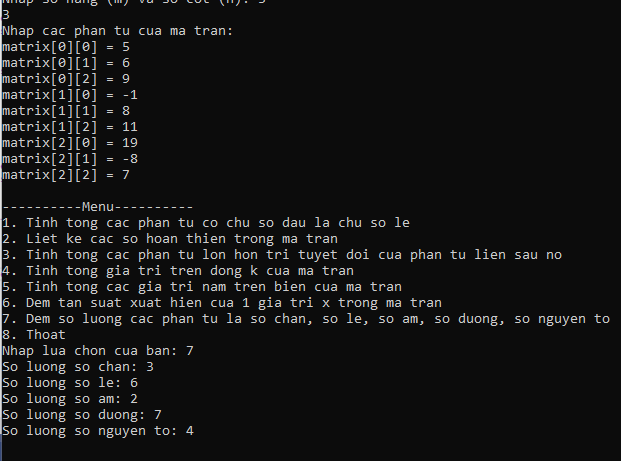 Nhap so hang (m) va so cot (n): 3
3
Nhap cac phan tu cua ma tran:
matrix[0][0] = 5
matrix[0][1] = 6
matrix[0][2] = 9
matrix[1][0] = -1
matrix[1][1] = 8
matrix[1][2] = 11
matrix[2][0] = 19
matrix[2][1] = -8
matrix[2][2] = 7
----------Menu----------
1. Tinh tong cac phan tu co chu so dau la chu so le
2. Liet ke cac so hoan thien trong ma tran
3. Tinh tong cac phan tu lon hon tri tuyet doi cua phan tu lien sau no
4. Tinh tong gia tri tren dong k cua ma tran
5. Tinh tong cac gia tri nam tren bien cua ma tran
6. Dem tan suat xuat hien cua 1 gia tri x trong ma tran
7. Dem so luong cac phan tu la so chan, so le, so am, so duong, so nguyen to
8. Thoat
Nhap lua chon cua ban: 7
So luong so chan: 3
So luong so le: 6
So luong so am: 2
So luong so duong: 7
So luong so nguyen to: 4